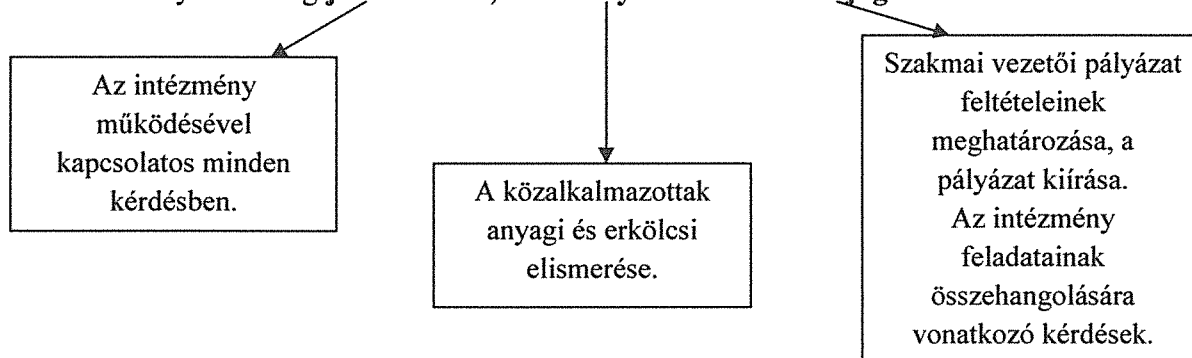 Az intézmény
működésével
kapcsolatos minden
kérdésben.
A közalkalmazottak
anyagi és erkölcsi
elismerése.
Szakmai vezetői pályázat
feltételeinek
meghatározása, a
pályázat kiírása.
Az intézmény
feladatainak
összehangolására
vonatkozó kérdések.